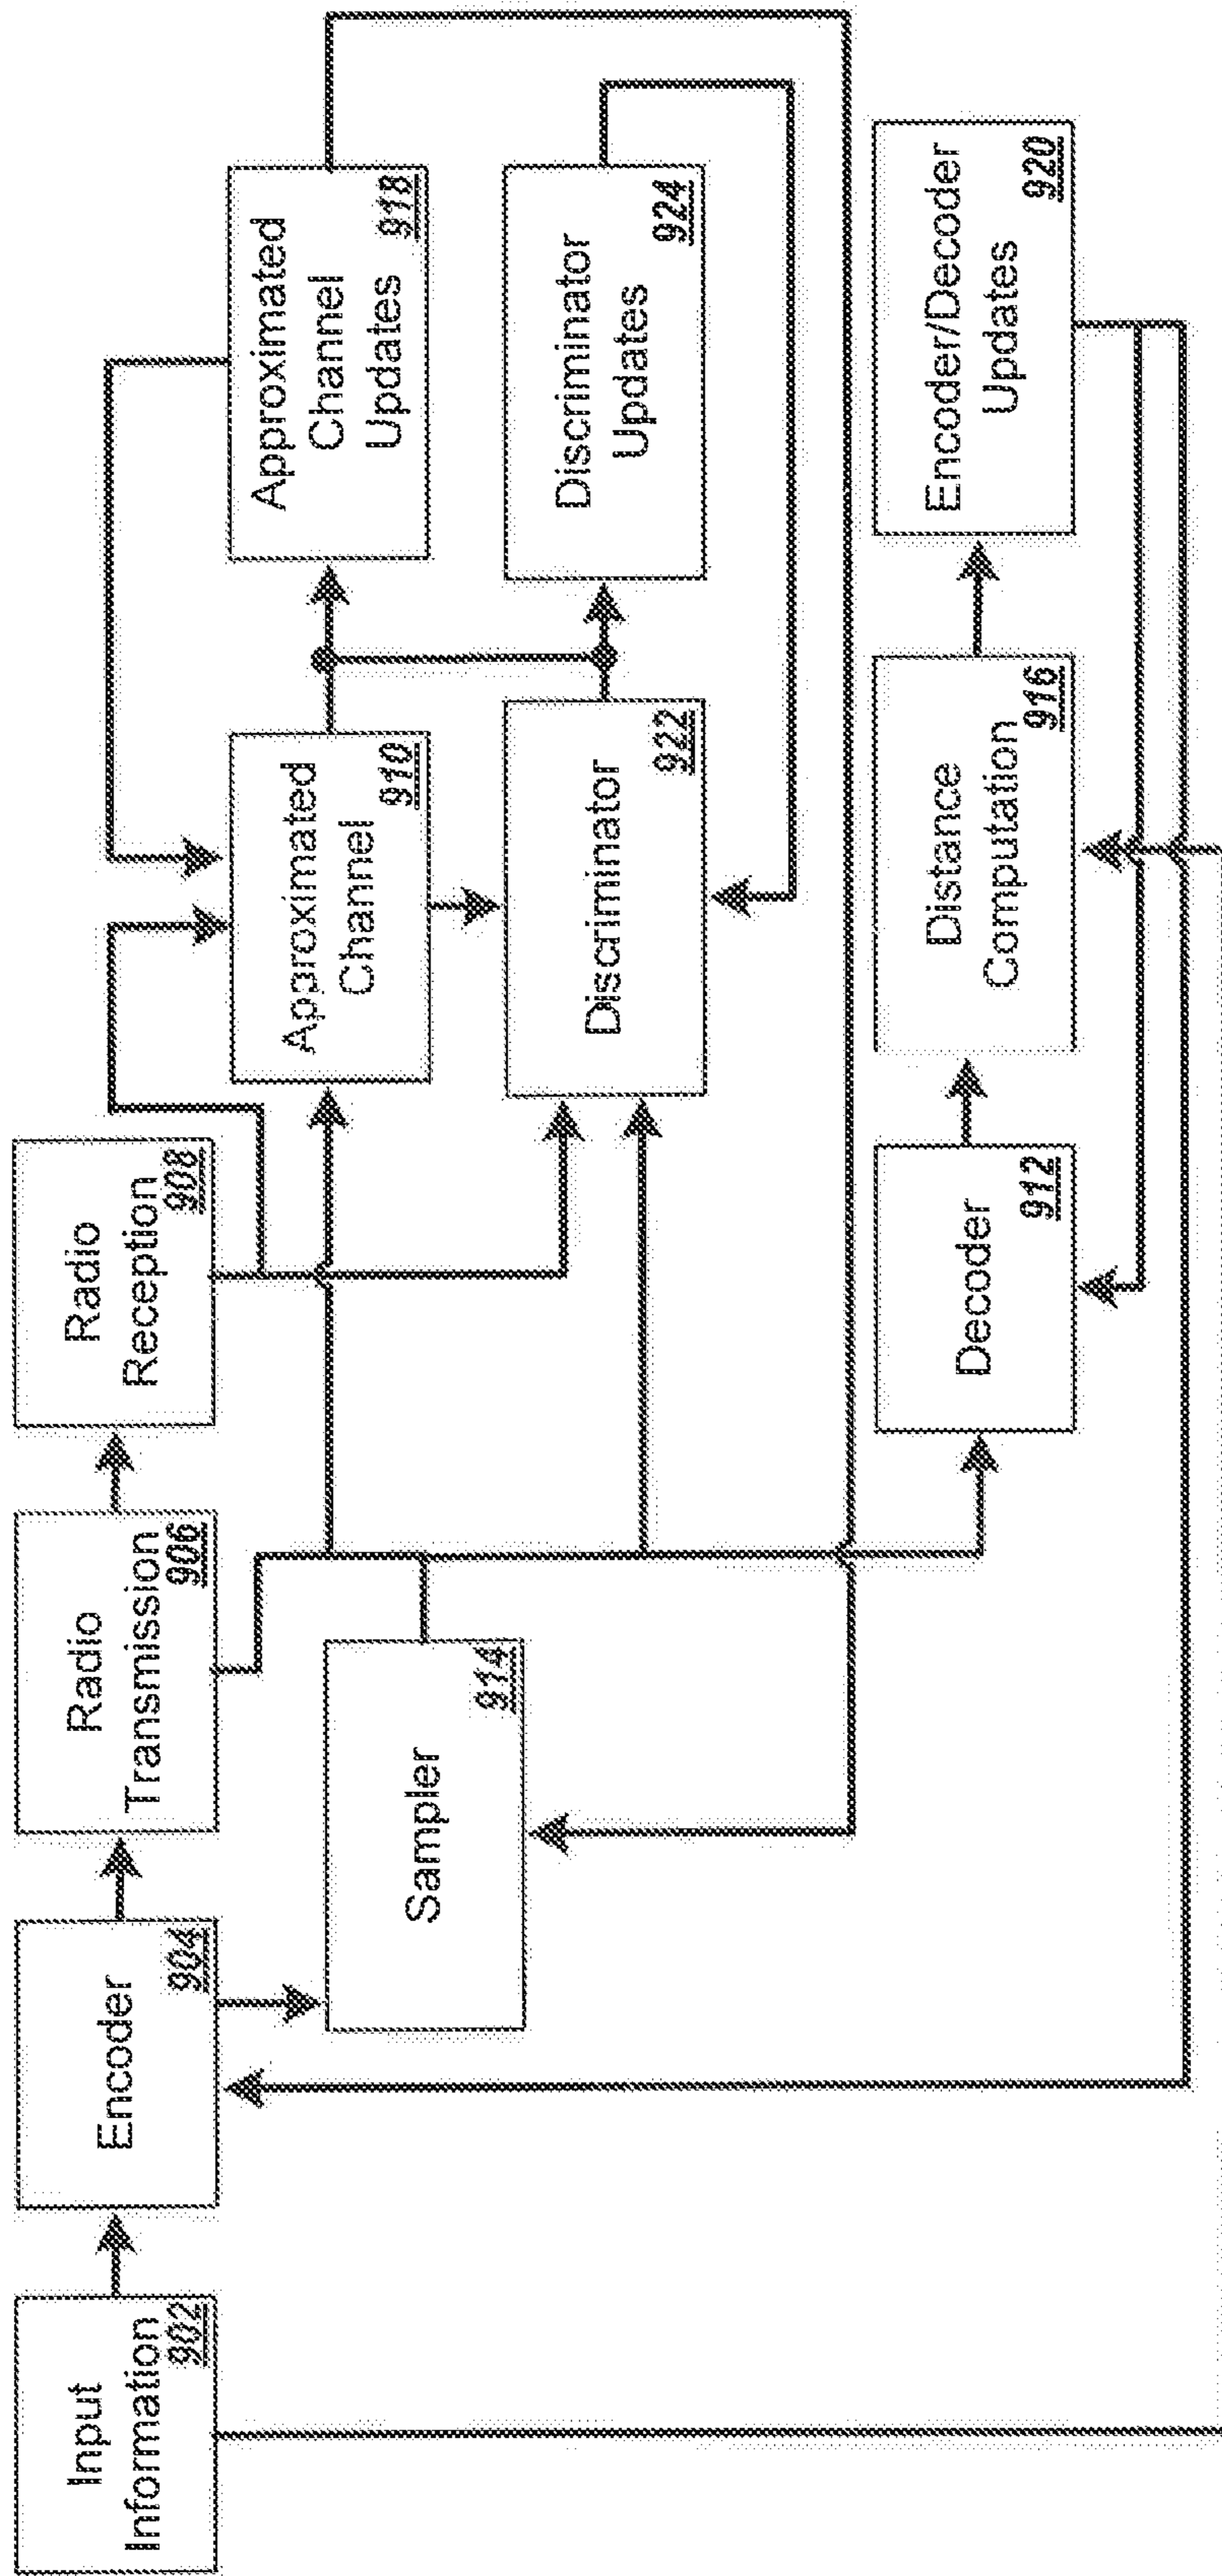 Input
Information
902
Encoder
904
Radio
Transmission
906
Radio
Reception
908
Sampler
914
Approximated
Channel
910
Approximated
Channel
Updates
918
Discriminator
922
Discriminator
Updates
924
Decoder
912
Distance
Computation
916
Encoder/Decoder
Updates
920